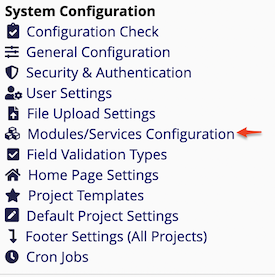 System Configuration
Configuration Check
General Configuration
Security & Authentication
User Settings
File Upload Settings
Modules/Services Configuration
Field Validation Types
Home Page Settings
Project Templates
Default Project Settings
Footer Settings (All Projects)
Cron Jobs